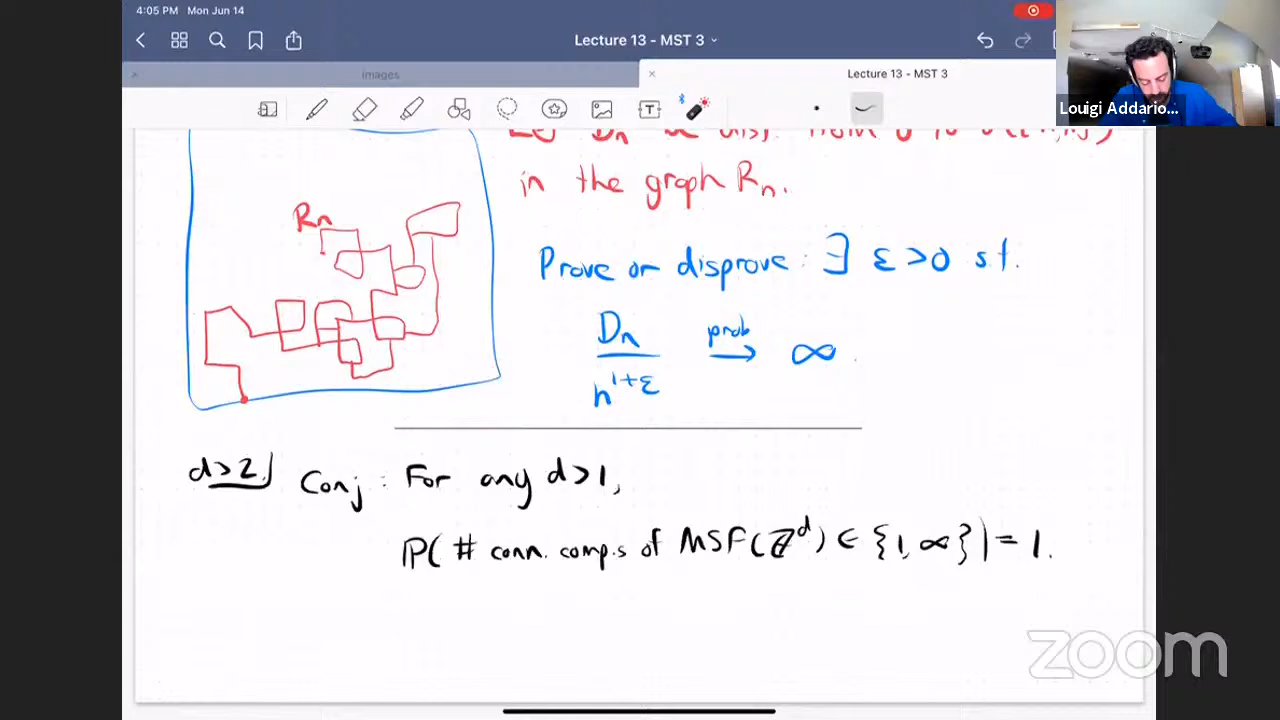 4:05 PM Mon Jun 14
Lecture 13 - MST 3
images
Lecture 13 - MST 3
Louigi Addario...
in the graph Rn.
Rn
Prove or disprove: ∃ ε>0 s.t.
Dn
n^{1+ε}
prob
→ ∞
d>2. Conj: For any d>1,
P(# conn. comp.s of MSF(ℤ^d) ∈ {1, ∞}) = 1.
zoom